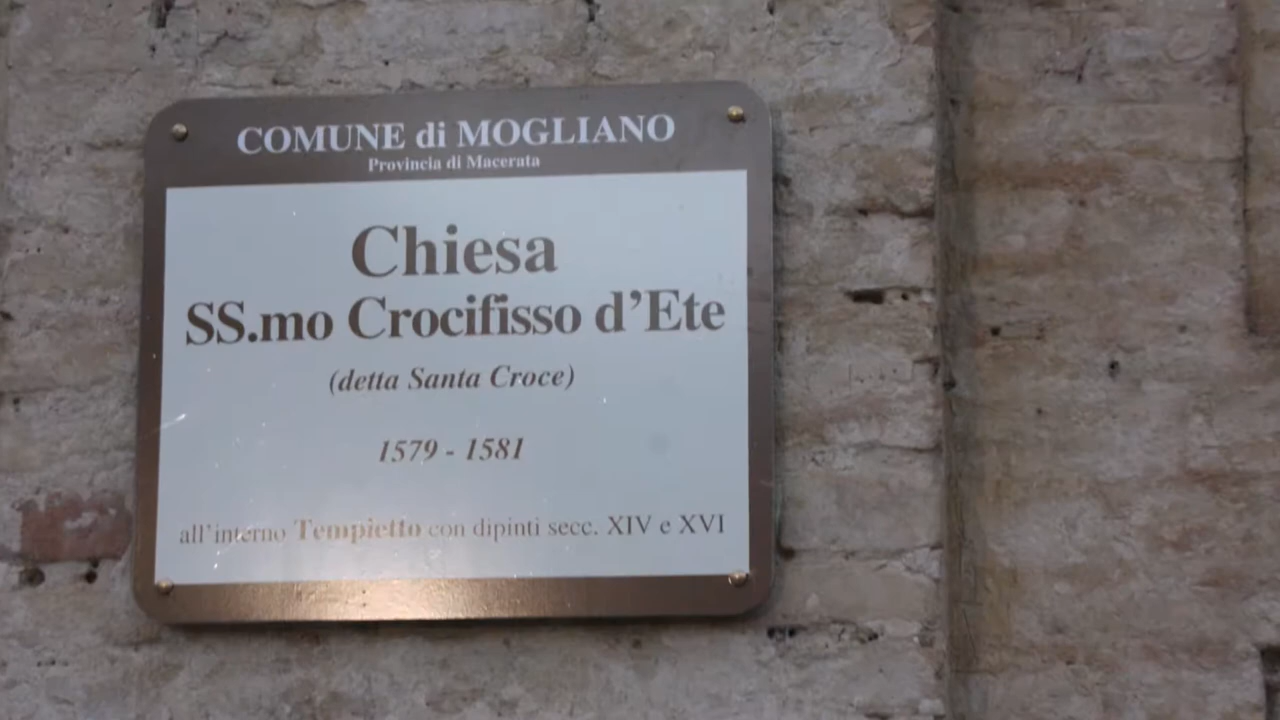 COMUNE di MOGLIANO
Provincia di Macerata
Chiesa
SS.mo Crocifisso d'Ete
(detta Santa Croce)
1579 - 1581
all'interno Tempietto con dipinti secc. XIV e XVI